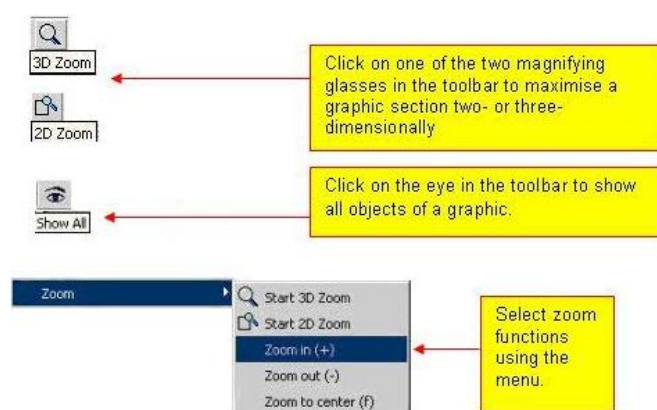 3D Zoom
Click on one of the two magnifying
glasses in the toolbar to maximise a
graphic section two- or three-
dimensionally
2D Zoom
Click on the eye in the toolbar to show
all objects of a graphic.
Show All
Zoom
Start 3D Zoom
Start 2D Zoom
Zoom in (+)
Zoom out (-)
Zoom to center (f)
Select zoom
functions
using the
menu.